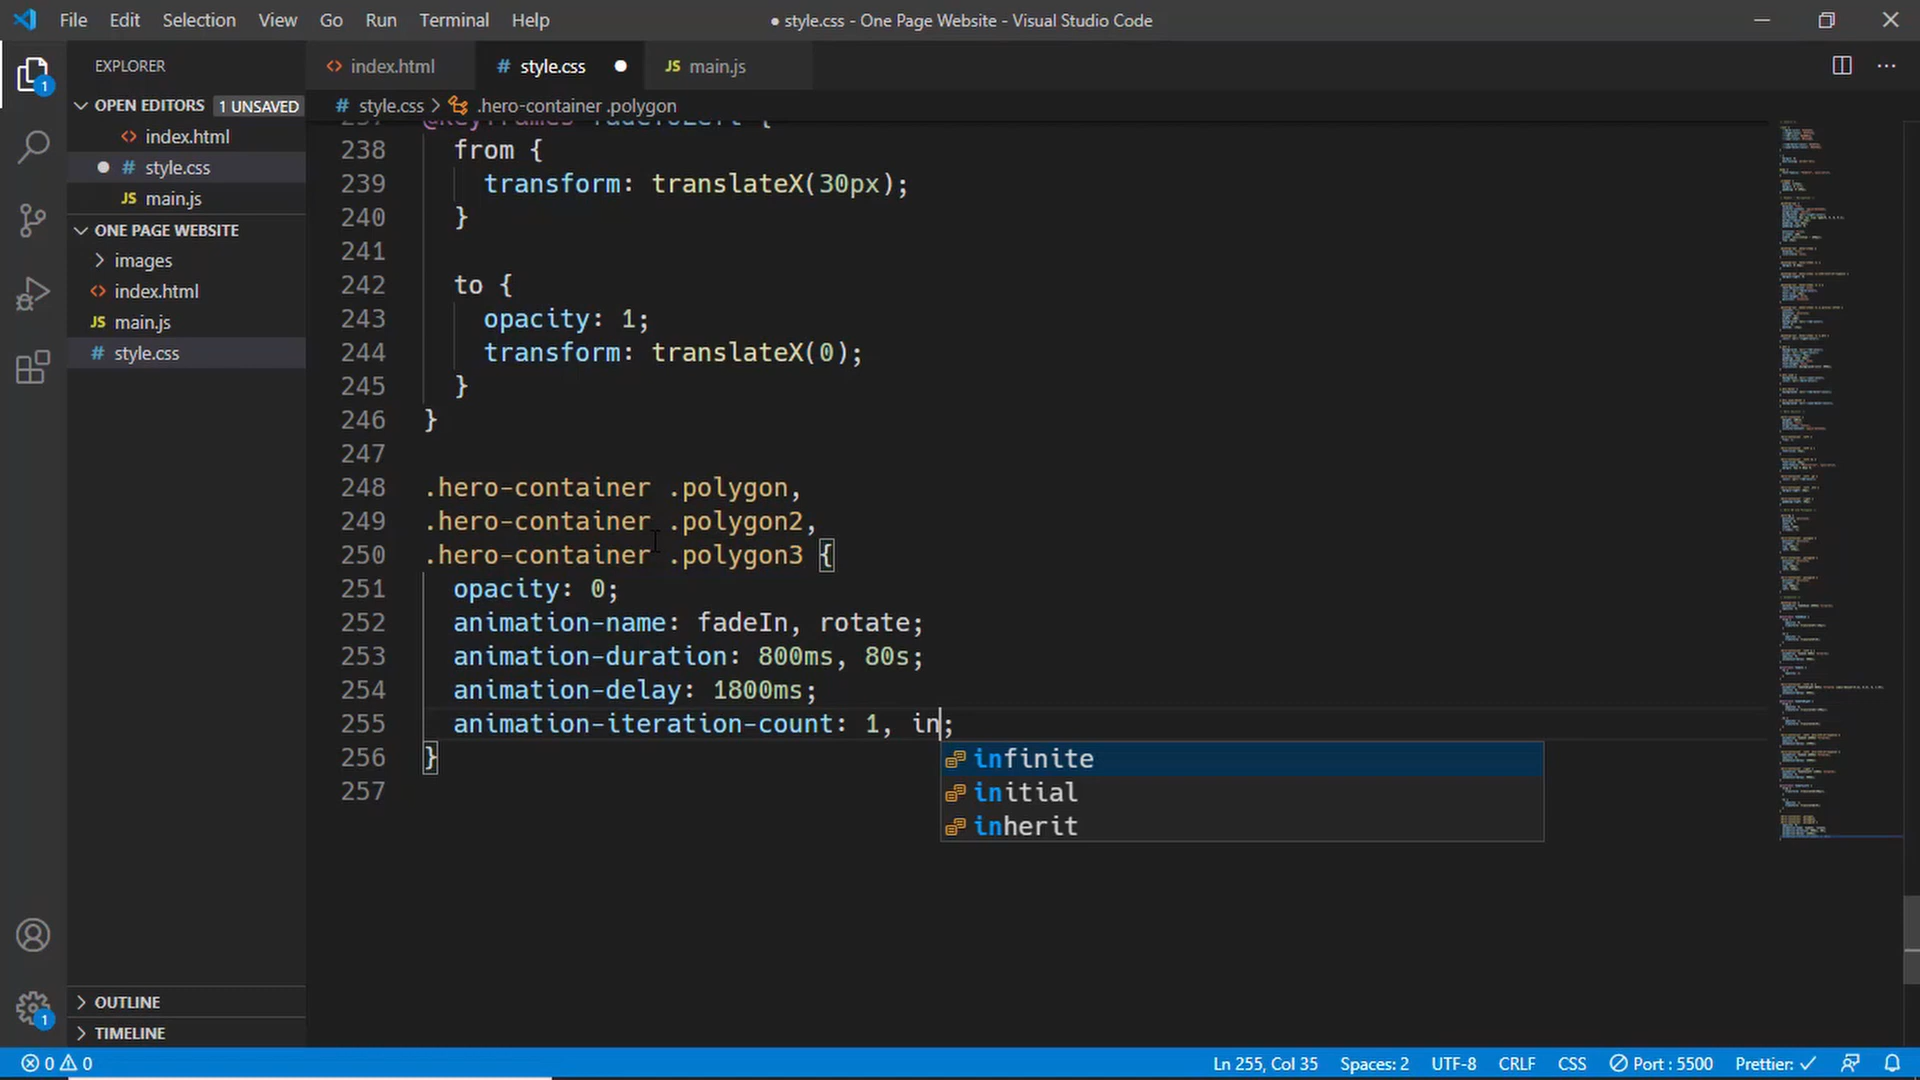 File Edit Selection View Go Run Terminal Help
● style.css - One Page Website - Visual Studio Code
EXPLORER
OPEN EDITORS 1 UNSAVED
index.html
style.css
JS main.js
ONE PAGE WEBSITE
images
index.html
JS main.js
style.css
OUTLINE
TIMELINE
index.html # style.css ● JS main.js
# style.css > .hero-container .polygon
237 @keyframes fadeToLeft {
238 from {
239 transform: translateX(30px);
240 }
241
242 to {
243 opacity: 1;
244 transform: translateX(0);
245 }
246 }
247
248 .hero-container .polygon,
249 .hero-container .polygon2,
250 .hero-container .polygon3 {
251 opacity: 0;
252 animation-name: fadeIn, rotate;
253 animation-duration: 800ms, 80s;
254 animation-delay: 1800ms;
255 animation-iteration-count: 1, in;
256 }
257
infinite
initial
inherit
1
1
0 0
Ln 255, Col 35 Spaces: 2 UTF-8 CRLF CSS Port : 5500 Prettier: ✓